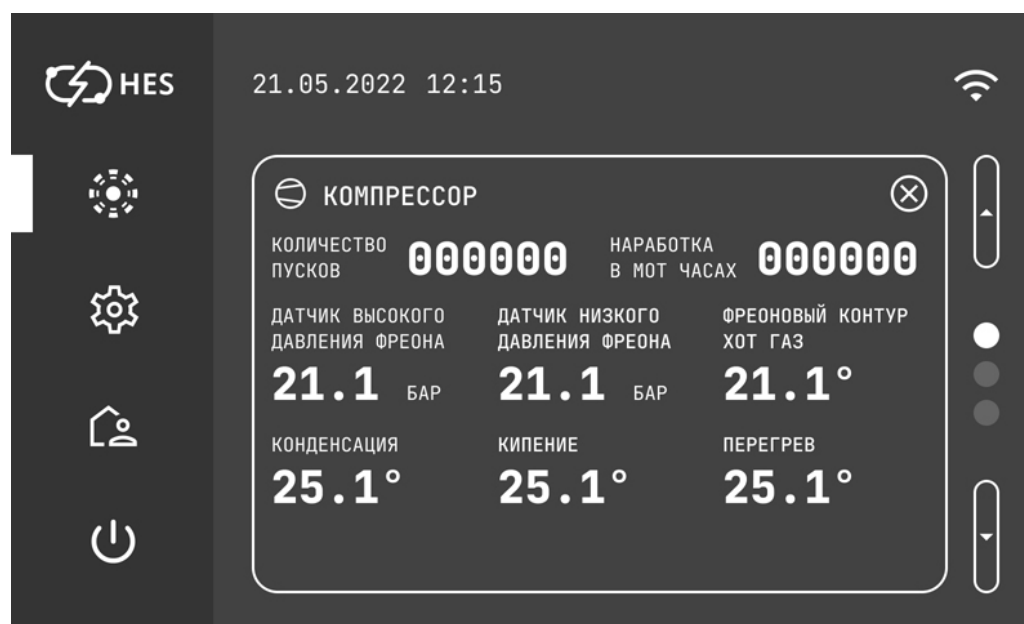 HES
21.05.2022 12:15
КОМПРЕССОР
КОЛИЧЕСТВО
ПУСКОВ
000000
НАРАБОТКА
В МОТ ЧАСАХ
000000
ДАТЧИК ВЫСОКОГО
ДАВЛЕНИЯ ФРЕОНА
21.1 БАР
ДАТЧИК НИЗКОГО
ДАВЛЕНИЯ ФРЕОНА
21.1 БАР
ФРЕОНОВЫЙ КОНТУР
ХОТ ГАЗ
21.1°
КОНДЕНСАЦИЯ
25.1°
КИПЕНИЕ
25.1°
ПЕРЕГРЕВ
25.1°